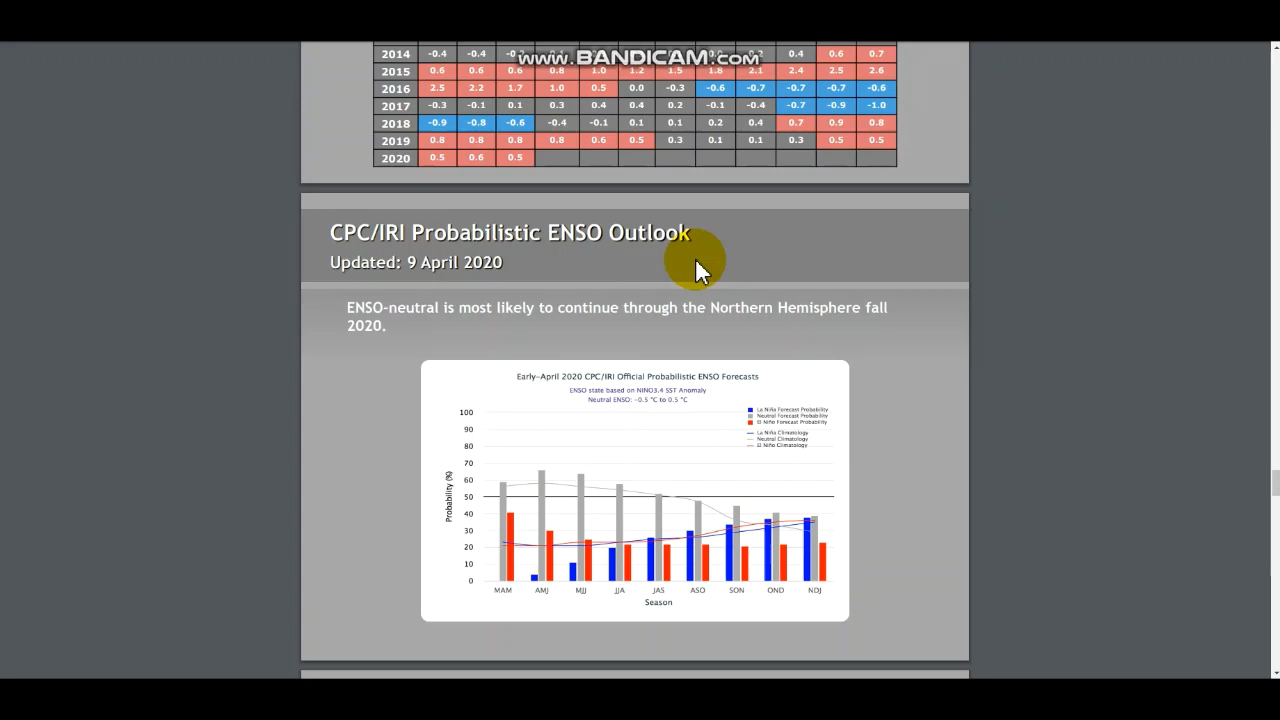 www.BANDICAM.com
2014 -0.4 -0.4 0.4 0.6 0.7
2015 0.6 0.6 0.6 0.8 1.0 1.2 1.5 1.8 2.1 2.4 2.5 2.6
2016 2.5 2.2 1.7 1.0 0.5 0.0 -0.3 -0.6 -0.7 -0.7 -0.7 -0.6
2017 -0.3 -0.1 0.1 0.3 0.4 0.4 0.2 -0.1 -0.4 -0.7 -0.9 -1.0
2018 -0.9 -0.8 -0.6 -0.4 -0.1 0.1 0.1 0.2 0.4 0.7 0.9 0.8
2019 0.8 0.8 0.8 0.8 0.6 0.5 0.3 0.1 0.1 0.3 0.5 0.5
2020 0.5 0.6 0.5
CPC/IRI Probabilistic ENSO Outlook
Updated: 9 April 2020
ENSO-neutral is most likely to continue through the Northern Hemisphere fall
2020.
Early-April 2020 CPC/IRI Official Probabilistic ENSO Forecasts
ENSO state based on NINO3.4 SST Anomaly
Neutral ENSO: -0.5 °C to 0.5 °C
La Niña Forecast Probability
Neutral Forecast Probability
El Niño Forecast Probability
La Niña Climatology
Neutral Climatology
El Niño Climatology
Probability (%)
100
90
80
70
60
50
40
30
20
10
0
MAM AMJ MJJ JJA JAS ASO SON OND NDJ
Season